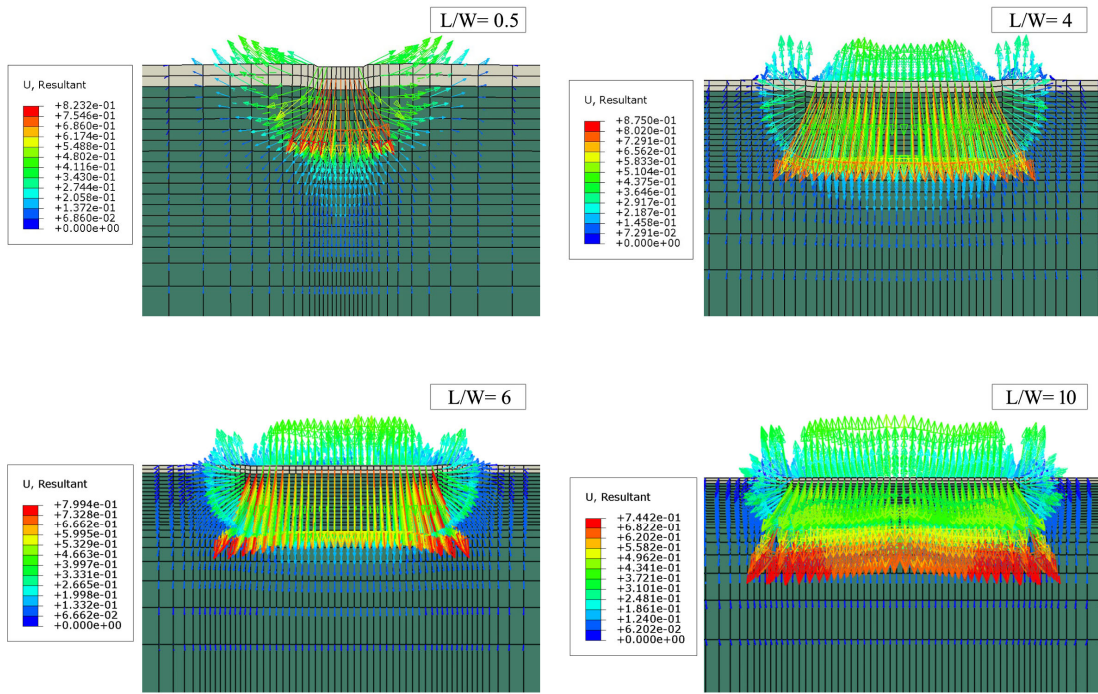 L/W= 0.5
U, Resultant
+8.232e-01
+7.546e-01
+6.860e-01
+6.174e-01
+5.488e-01
+4.802e-01
+4.116e-01
+3.430e-01
+2.744e-01
+2.058e-01
+1.372e-01
+6.860e-02
+0.000e+00
L/W= 4
U, Resultant
+8.750e-01
+8.020e-01
+7.291e-01
+6.562e-01
+5.833e-01
+5.104e-01
+4.375e-01
+3.646e-01
+2.917e-01
+2.187e-01
+1.458e-01
+7.291e-02
+0.000e+00
L/W= 6
U, Resultant
+7.994e-01
+7.328e-01
+6.662e-01
+5.995e-01
+5.329e-01
+4.663e-01
+3.997e-01
+3.331e-01
+2.665e-01
+1.998e-01
+1.332e-01
+6.662e-02
+0.000e+00
L/W= 10
U, Resultant
+7.442e-01
+6.822e-01
+6.202e-01
+5.582e-01
+4.962e-01
+4.341e-01
+3.721e-01
+3.101e-01
+2.481e-01
+1.861e-01
+1.240e-01
+6.202e-02
+0.000e+00